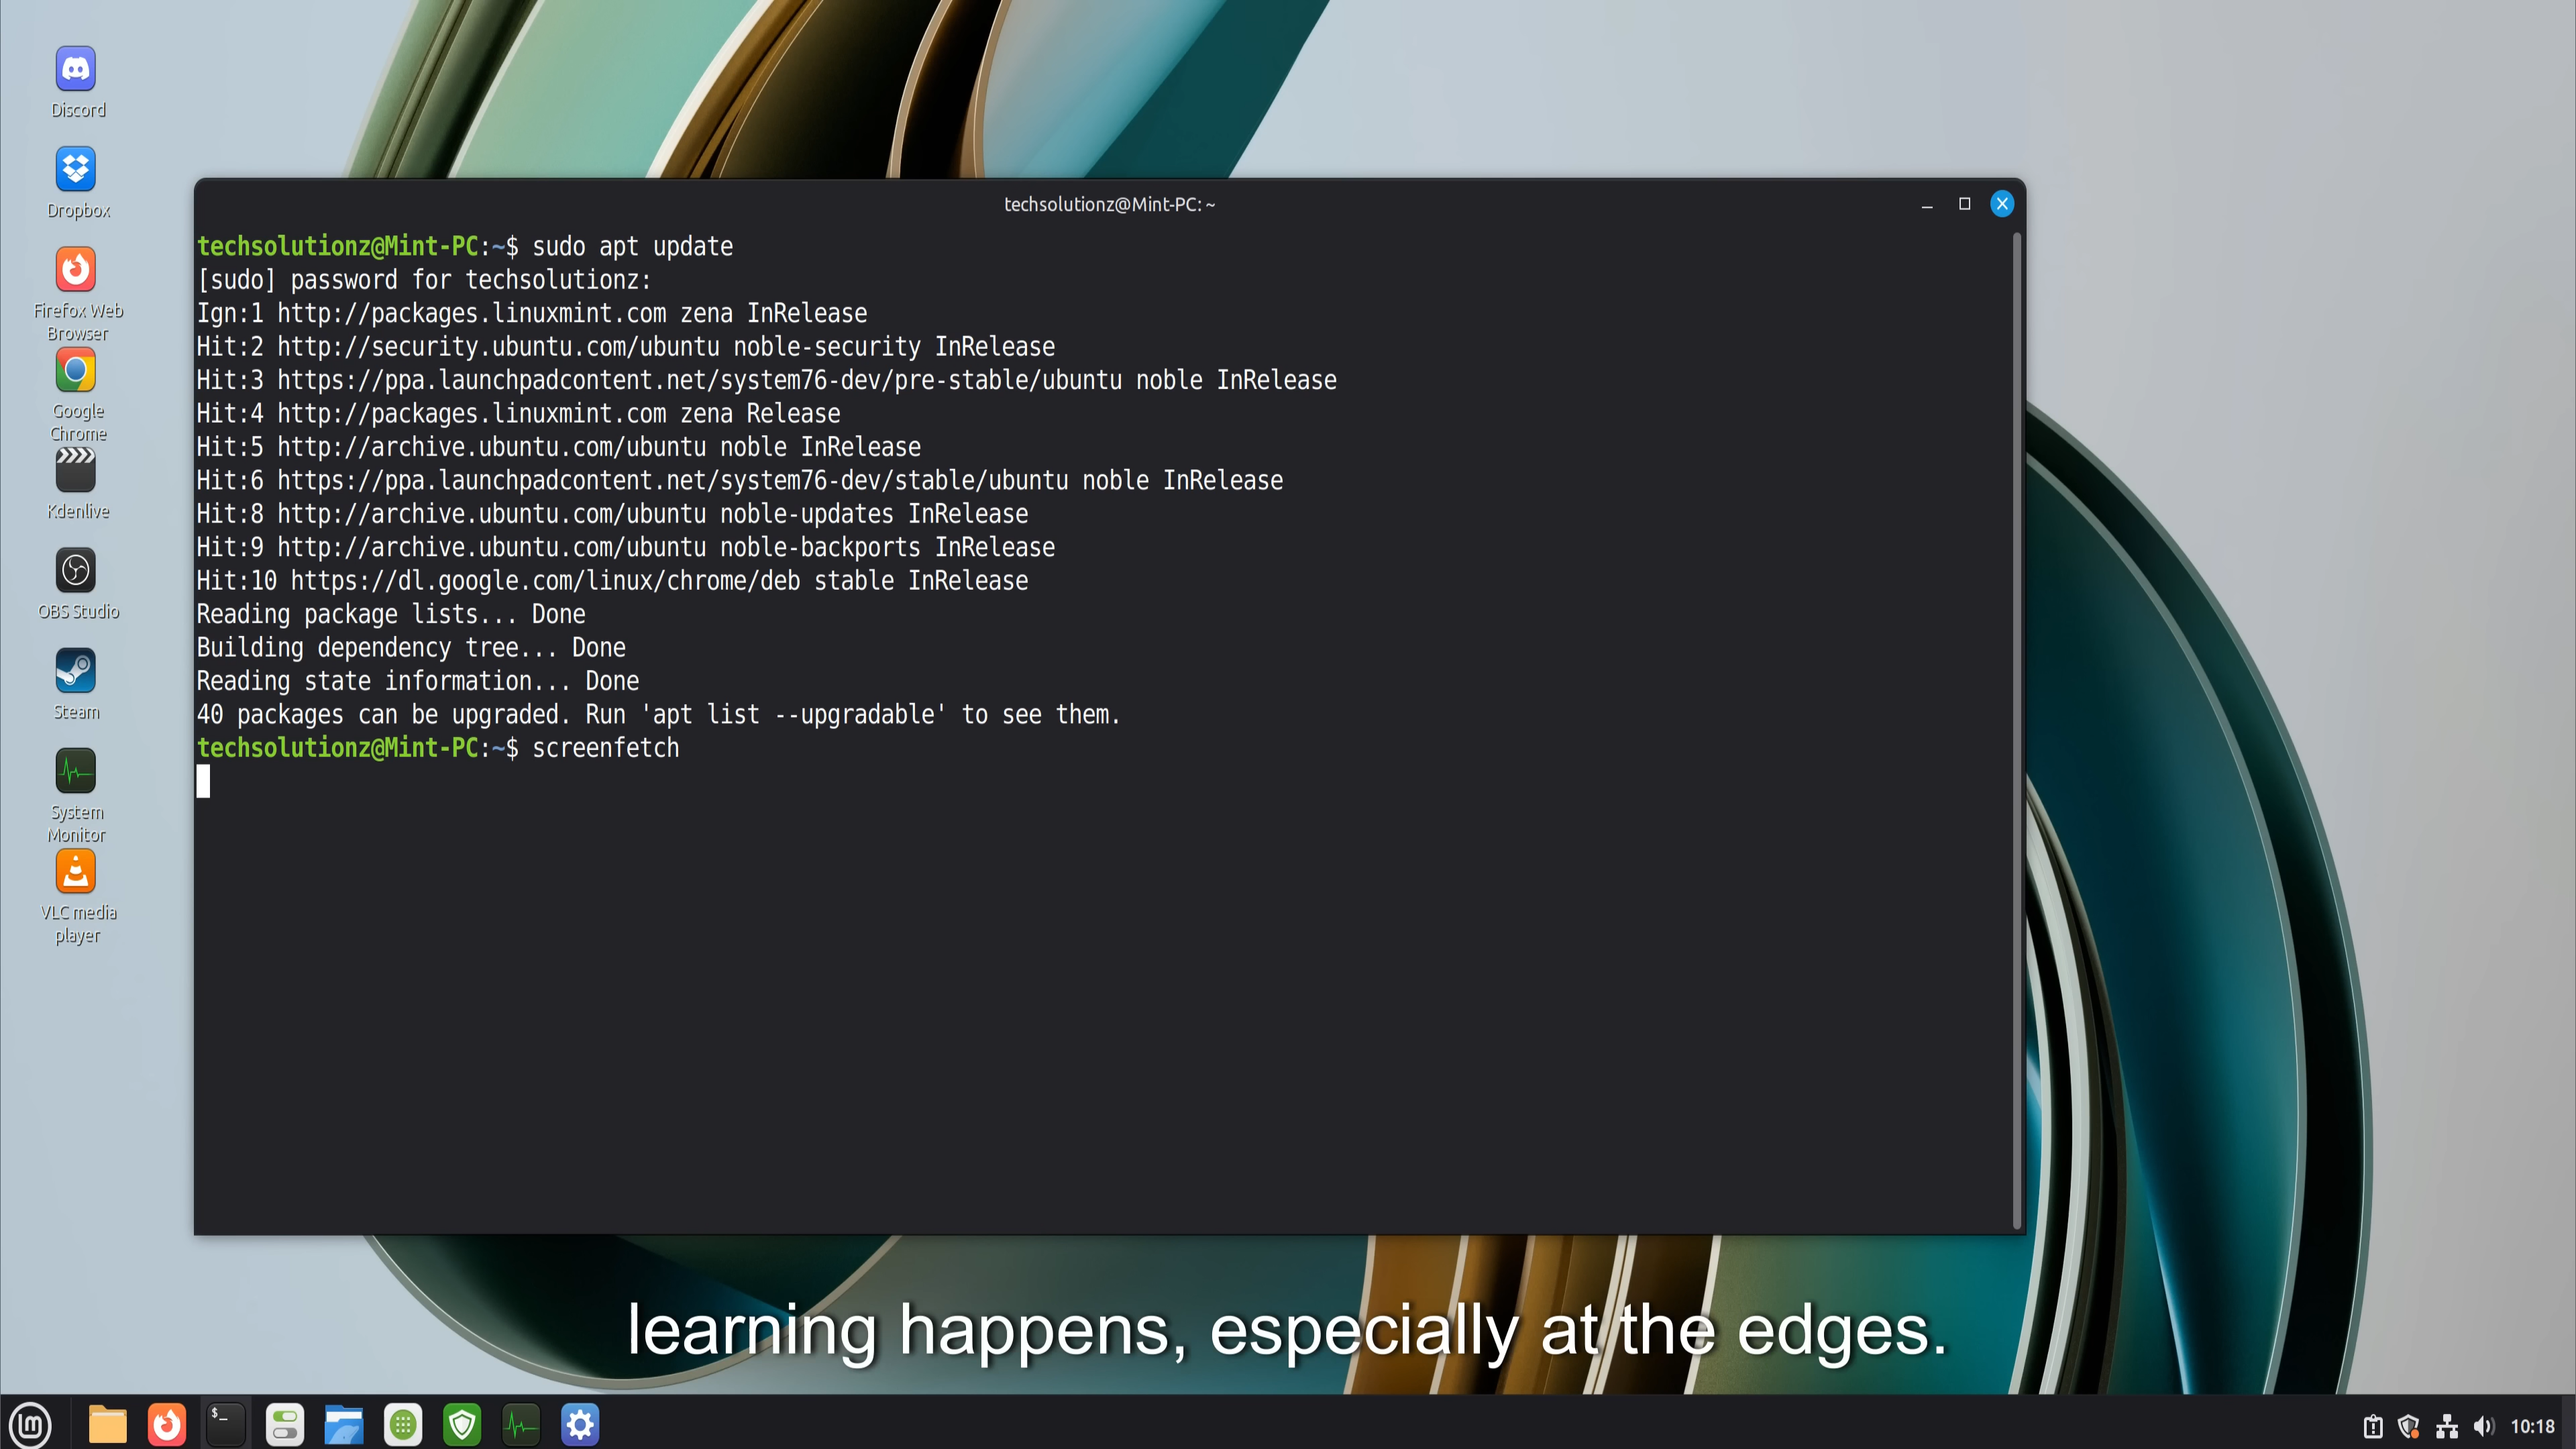 Discord
Dropbox
Firefox Web
Browser
Google
Chrome
Kdenlive
OBS Studio
Steam
System
Monitor
VLC media
player
techsolutionz@Mint-PC: ~
techsolutionz@Mint-PC:~$ sudo apt update
[sudo] password for techsolutionz:
Ign:1 http://packages.linuxmint.com zena InRelease
Hit:2 http://security.ubuntu.com/ubuntu noble-security InRelease
Hit:3 https://ppa.launchpadcontent.net/system76-dev/pre-stable/ubuntu noble InRelease
Hit:4 http://packages.linuxmint.com zena Release
Hit:5 http://archive.ubuntu.com/ubuntu noble InRelease
Hit:6 https://ppa.launchpadcontent.net/system76-dev/stable/ubuntu noble InRelease
Hit:8 http://archive.ubuntu.com/ubuntu noble-updates InRelease
Hit:9 http://archive.ubuntu.com/ubuntu noble-backports InRelease
Hit:10 https://dl.google.com/linux/chrome/deb stable InRelease
Reading package lists... Done
Building dependency tree... Done
Reading state information... Done
40 packages can be upgraded. Run 'apt list --upgradable' to see them.
techsolutionz@Mint-PC:~$ screenfetch
learning happens, especially at the edges.
$_
10:18